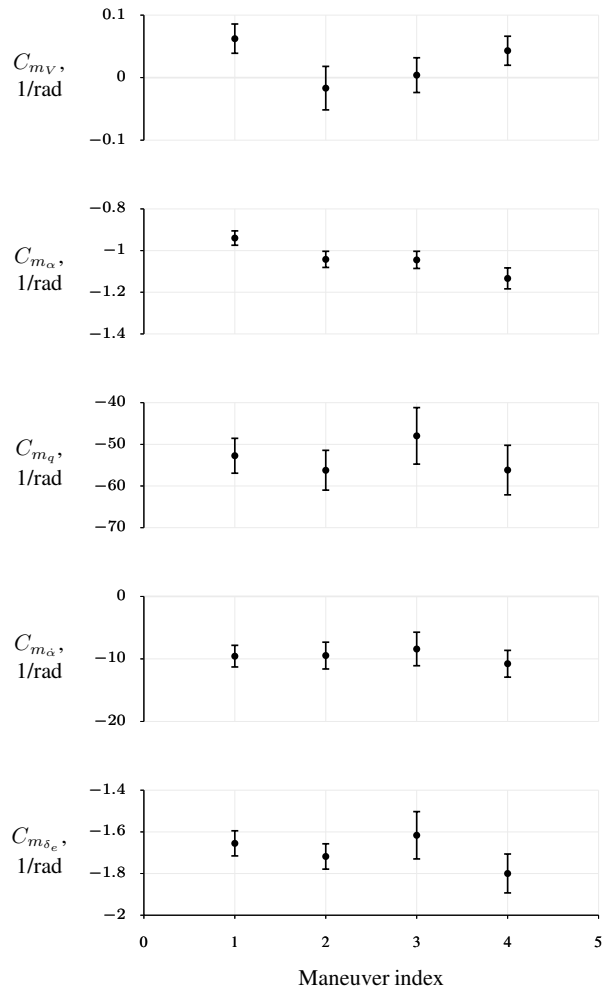 0.1
C_{m_V},
1/rad
0
−0.1
−0.8
C_{m_α},
1/rad
−1
−1.2
−1.4
−40
C_{m_q},
1/rad
−50
−60
−70
0
C_{m_{\dot{α}}},
1/rad
−10
−20
−1.4
C_{m_{δ_e}},
1/rad
−1.6
−1.8
−2
0 1 2 3 4 5
Maneuver index